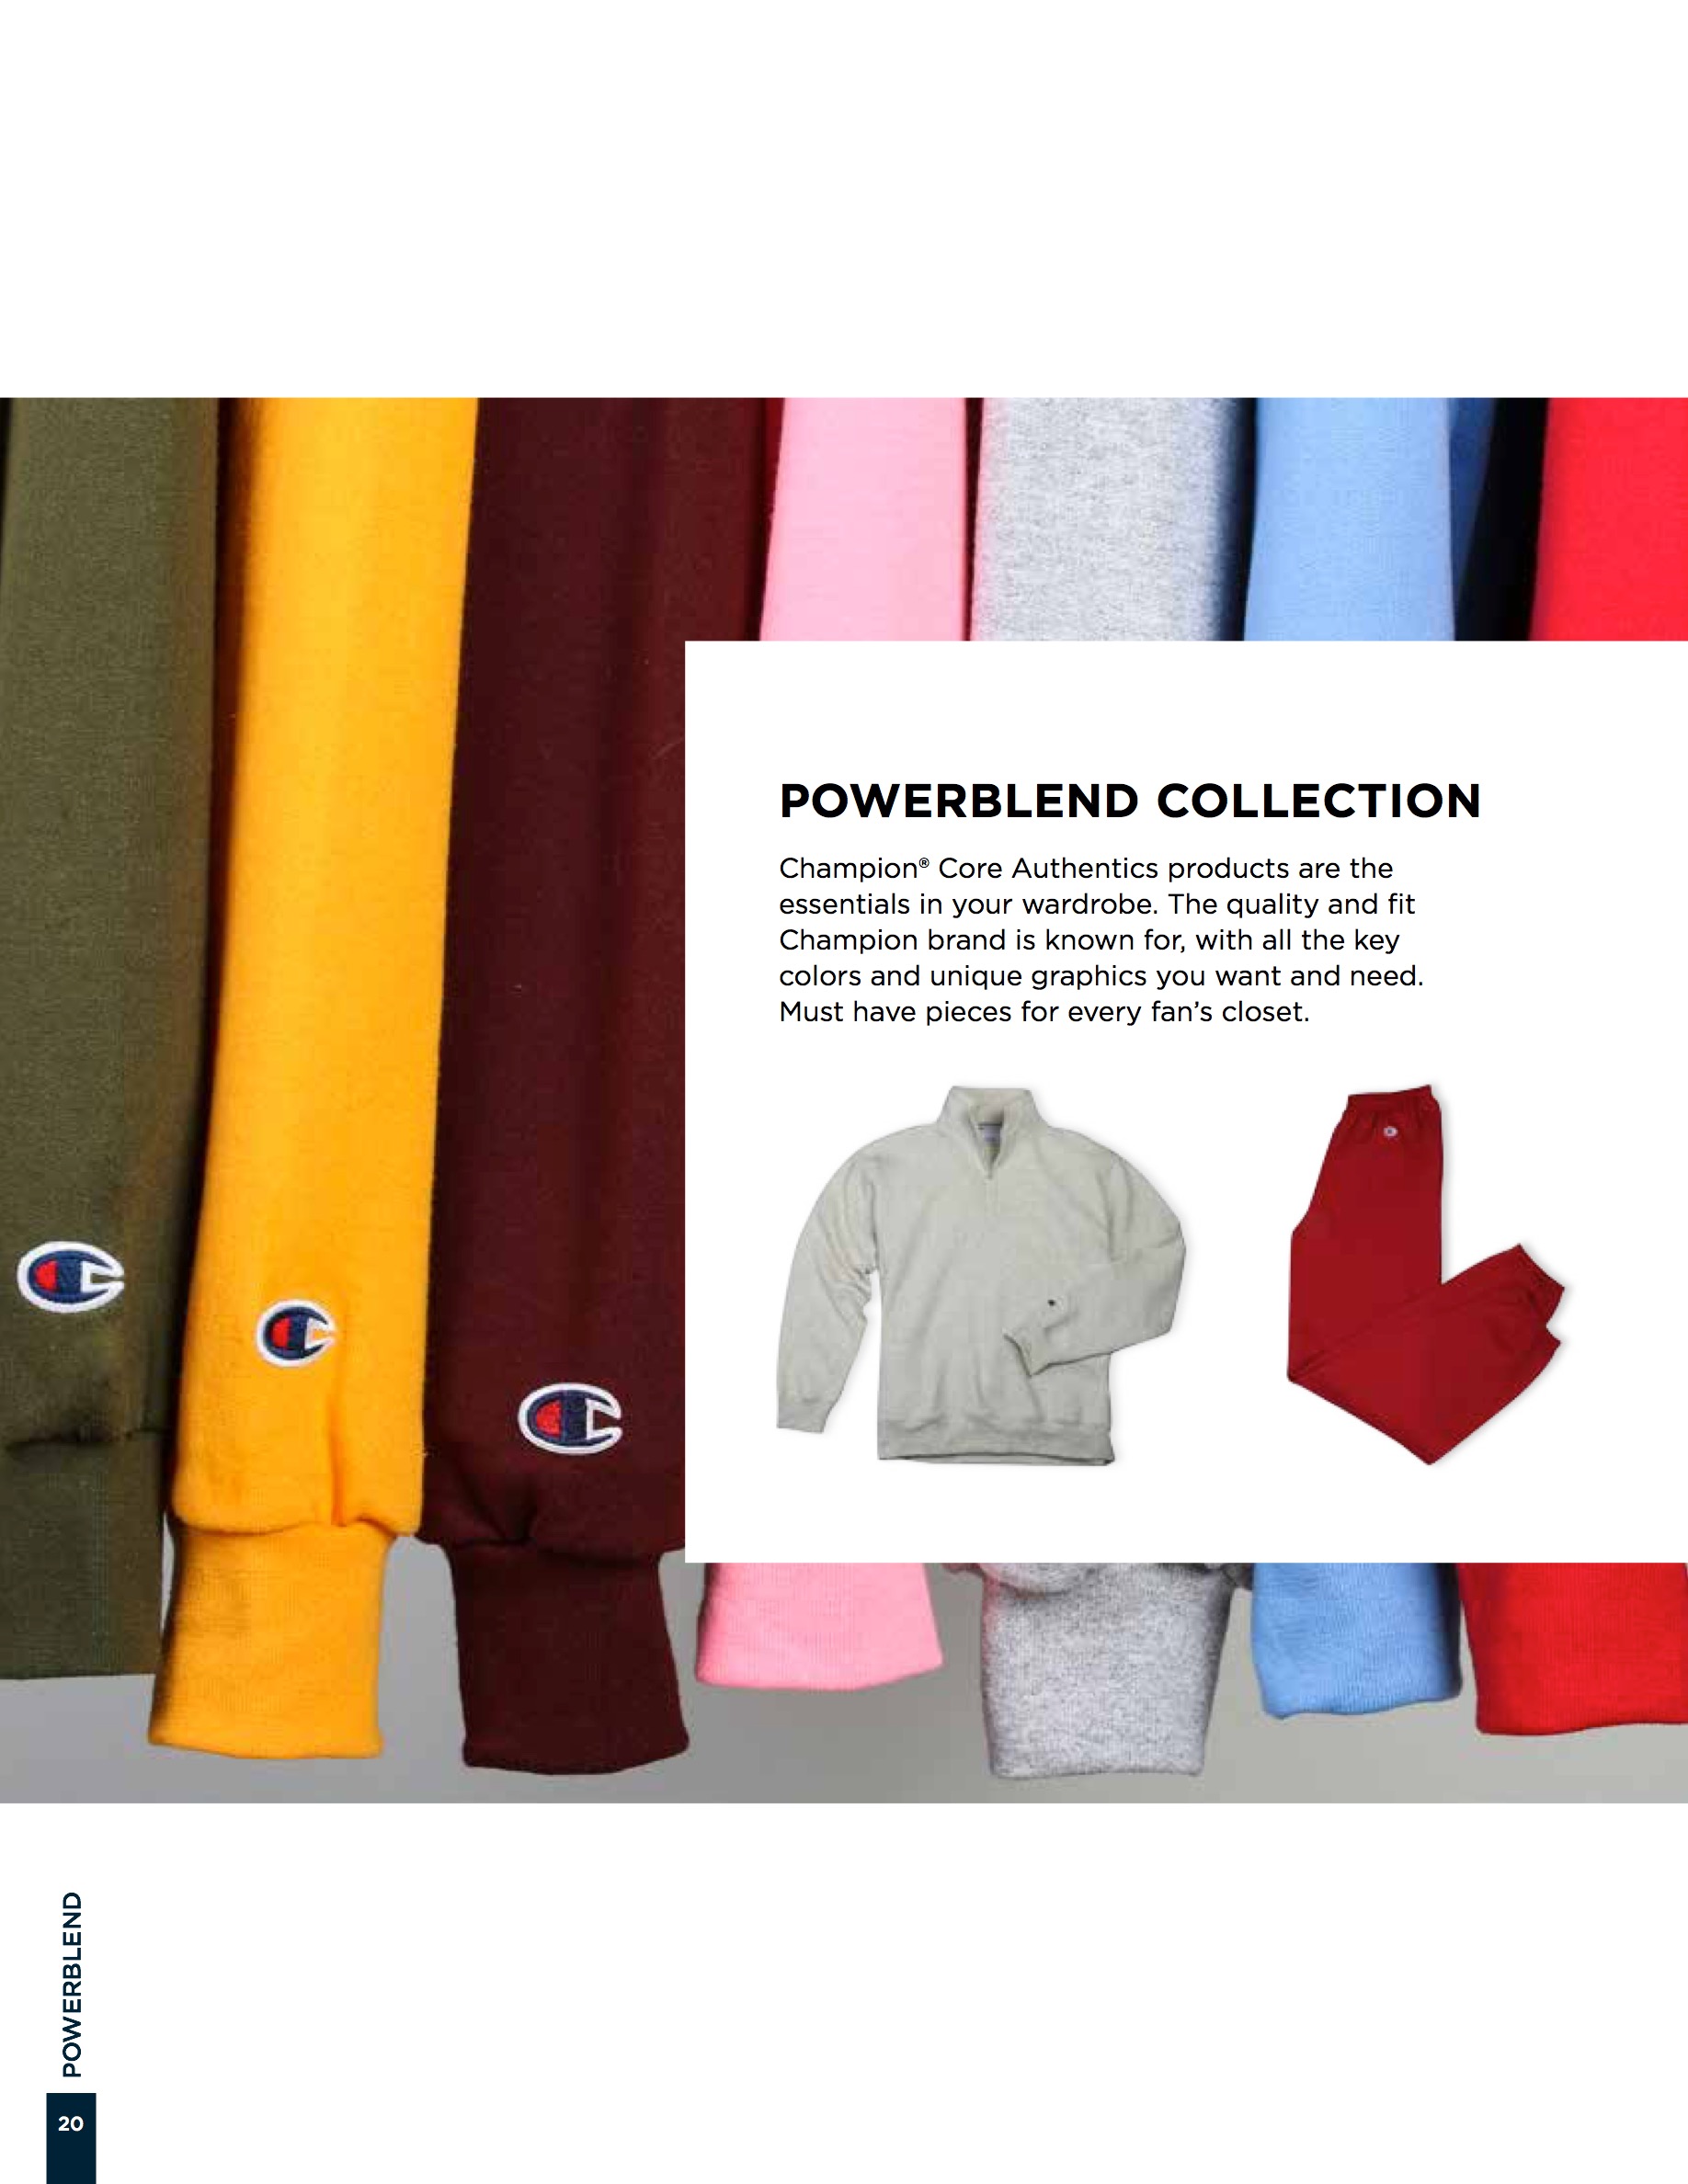 POWERBLEND COLLECTION
Champion® Core Authentics products are the
essentials in your wardrobe. The quality and fit
Champion brand is known for, with all the key
colors and unique graphics you want and need.
Must have pieces for every fan’s closet.
POWERBLEND
20